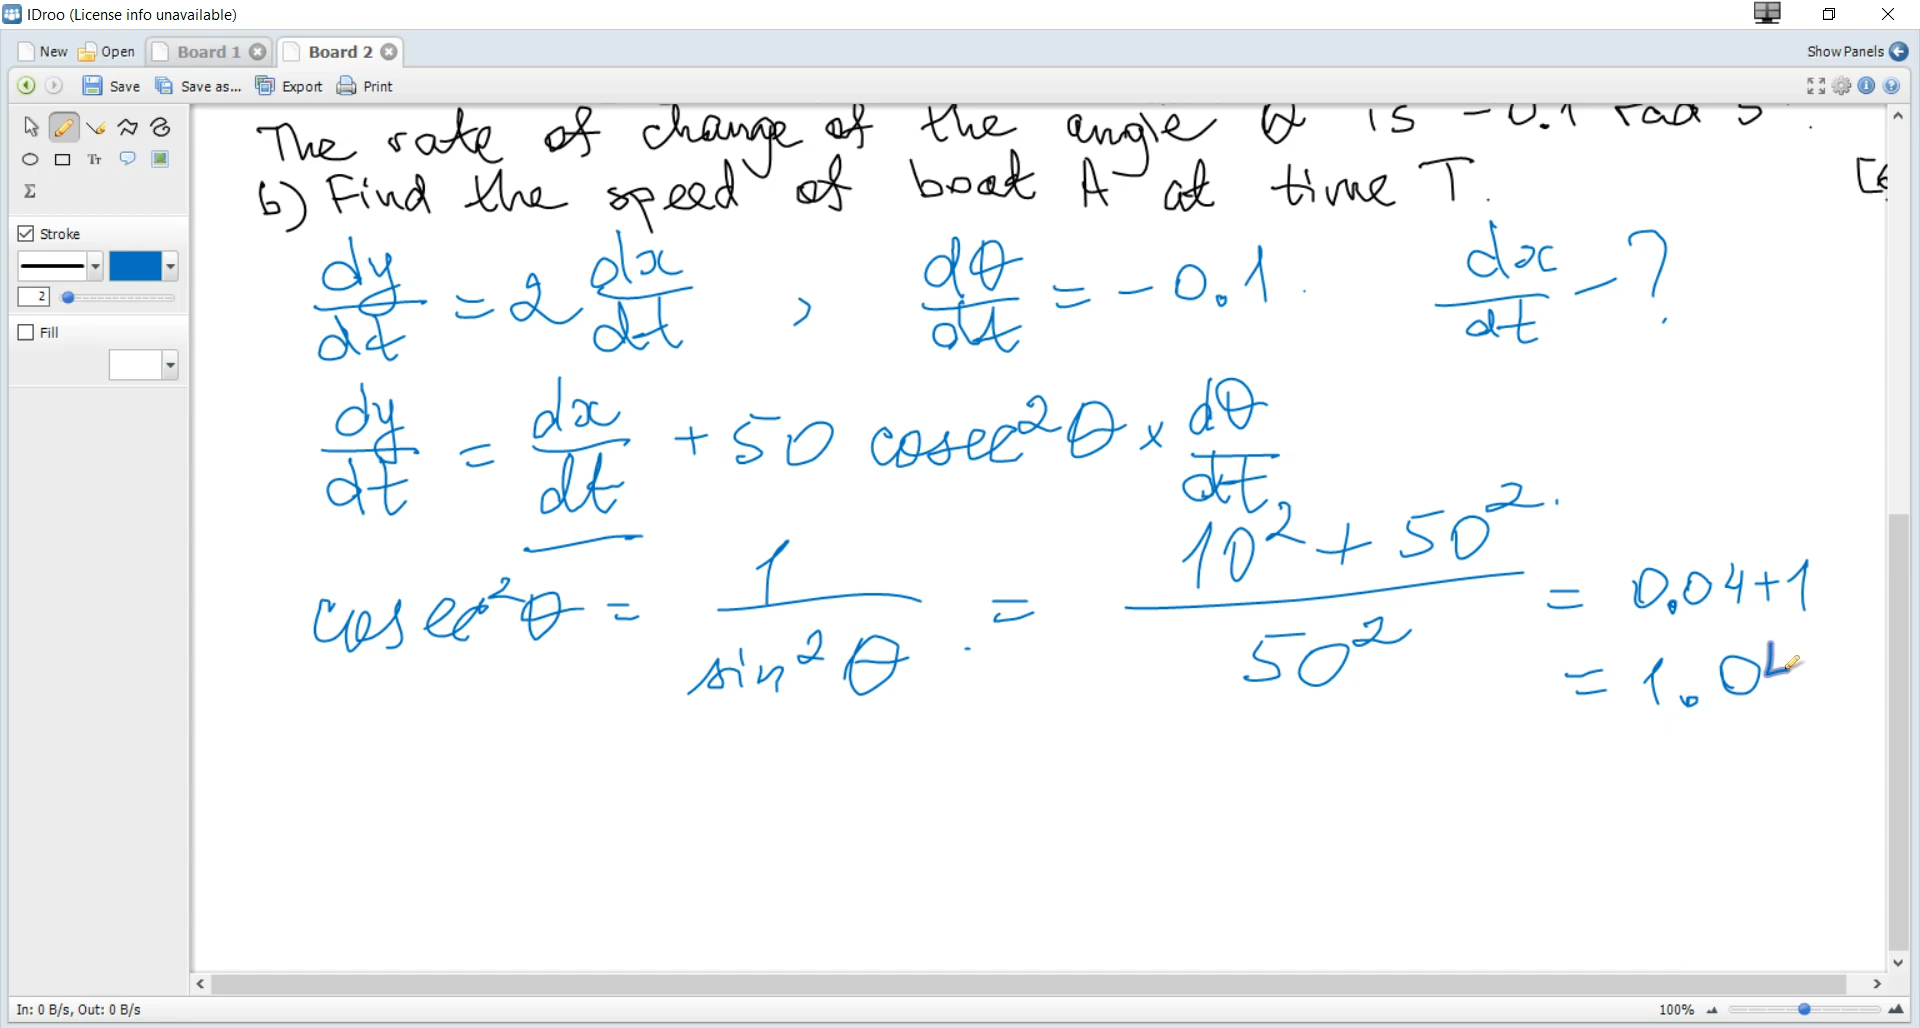 IDroo (License info unavailable)
New Open Board 1 Board 2 Show Panels
Save Save as... Export Print
Stroke
2
Fill
The rate of change of the angle θ is -0.1 rad s
b) Find the speed of boat A at time T.
dy/dt = 2 dx/dt , dθ/dt = -0.1. dx/dt - ?
dy/dt = dx/dt + 50 cosec²θ × dθ/dt
cosec²θ = 1/sin²θ . = 10² + 50²/50² = 0.04+1
= 1.04
In: 0 B/s, Out: 0 B/s 100%